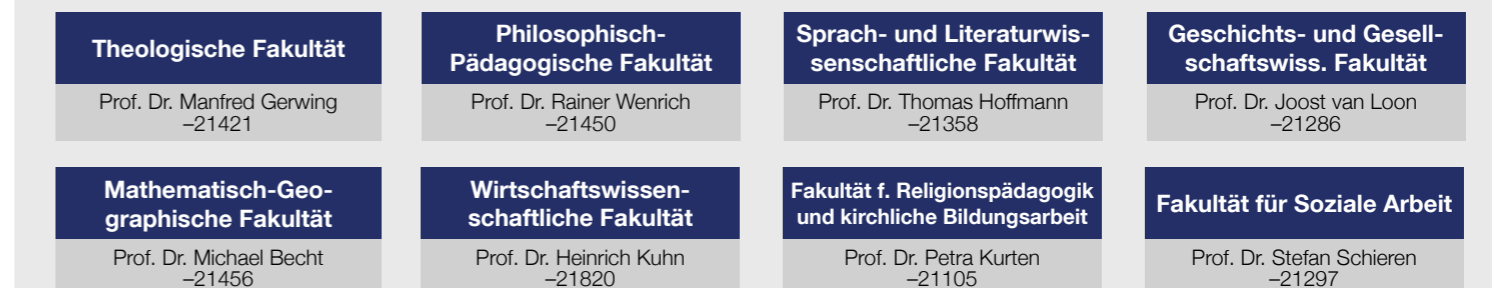 Theologische Fakultät
Prof. Dr. Manfred Gerwing
–21421
Philosophisch-
Pädagogische Fakultät
Prof. Dr. Rainer Wenrich
–21450
Sprach- und Literaturwis-
senschaftliche Fakultät
Prof. Dr. Thomas Hoffmann
–21358
Geschichts- und Gesell-
schaftswiss. Fakultät
Prof. Dr. Joost van Loon
–21286
Mathematisch-Geo-
graphische Fakultät
Prof. Dr. Michael Becht
–21456
Wirtschaftswissen-
schaftliche Fakultät
Prof. Dr. Heinrich Kuhn
–21820
Fakultät f. Religionspädagogik
und kirchliche Bildungsarbeit
Prof. Dr. Petra Kurten
–21105
Fakultät für Soziale Arbeit
Prof. Dr. Stefan Schieren
–21297